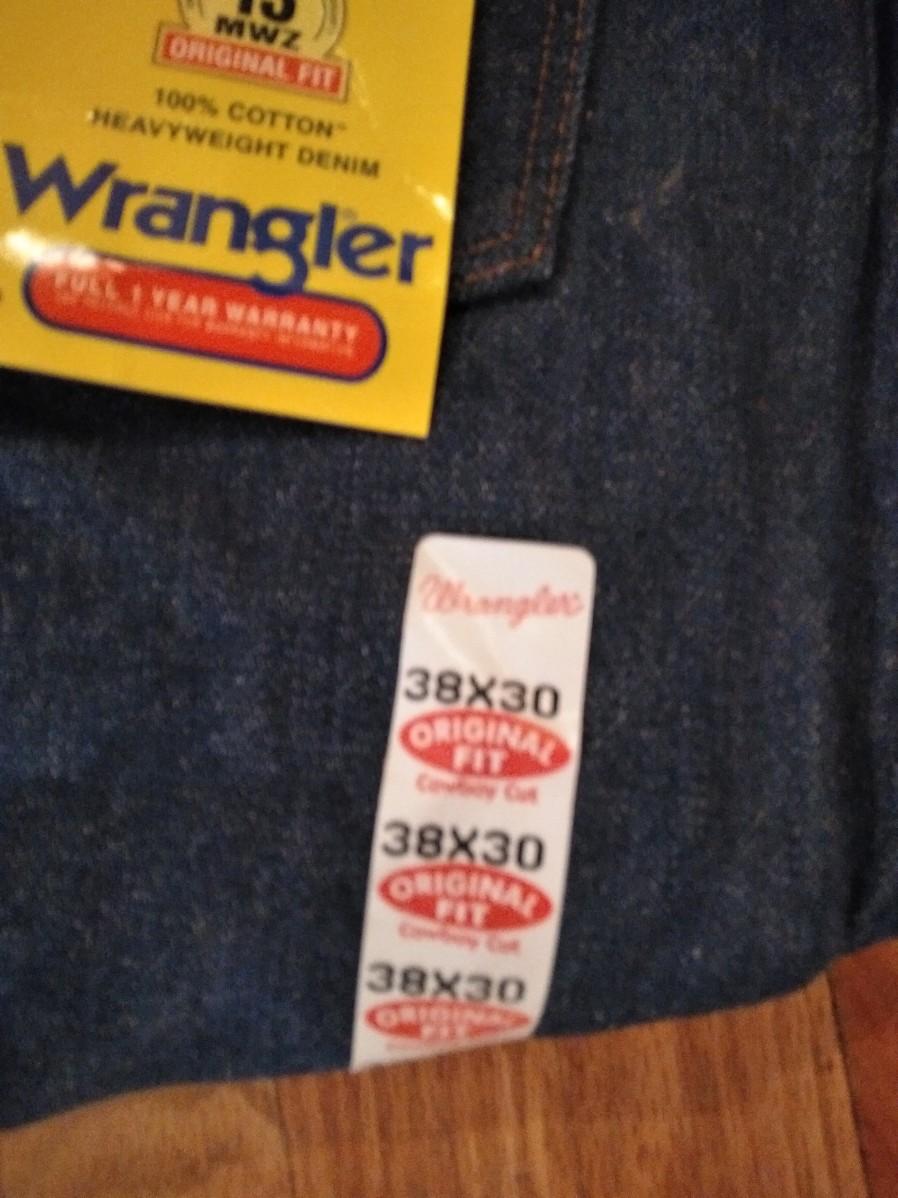 MWZ
ORIGINAL FIT
100% COTTON
HEAVYWEIGHT DENIM
Wrangler
FULL 1 YEAR WARRANTY
Wrangler
38X30
ORIGINAL
FIT
Cowboy Cut
38X30
ORIGINAL
FIT
Cowboy Cut
38X30
ORIGINAL
FIT